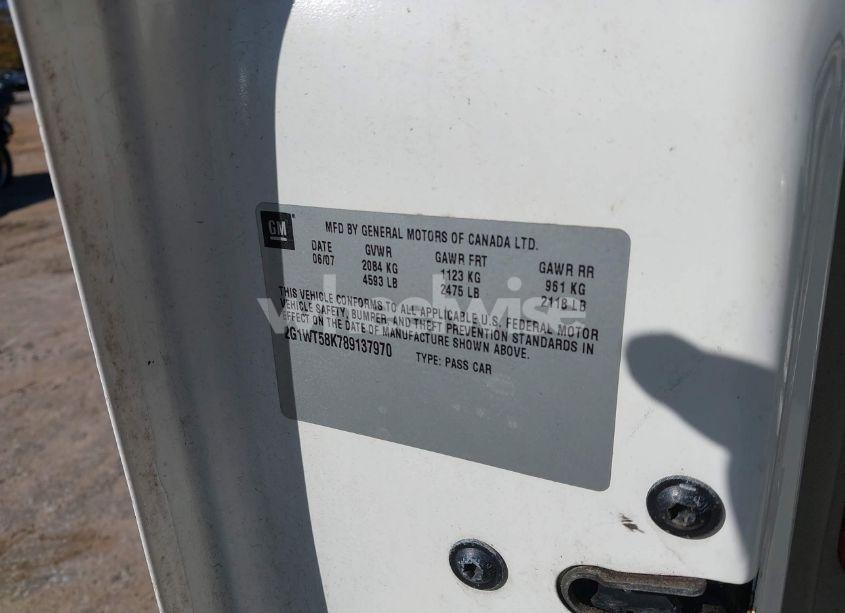 GM
MFD BY GENERAL MOTORS OF CANADA LTD.
DATE GVWR GAWR FRT GAWR RR
06/07 2084 KG 1123 KG 961 KG
4593 LB 2475 LB 2118 LB
THIS VEHICLE CONFORMS TO ALL APPLICABLE U.S. FEDERAL MOTOR
VEHICLE SAFETY, BUMPER, AND THEFT PREVENTION STANDARDS IN
EFFECT ON THE DATE OF MANUFACTURE SHOWN ABOVE.
2G1WT58K789137970 TYPE: PASS CAR